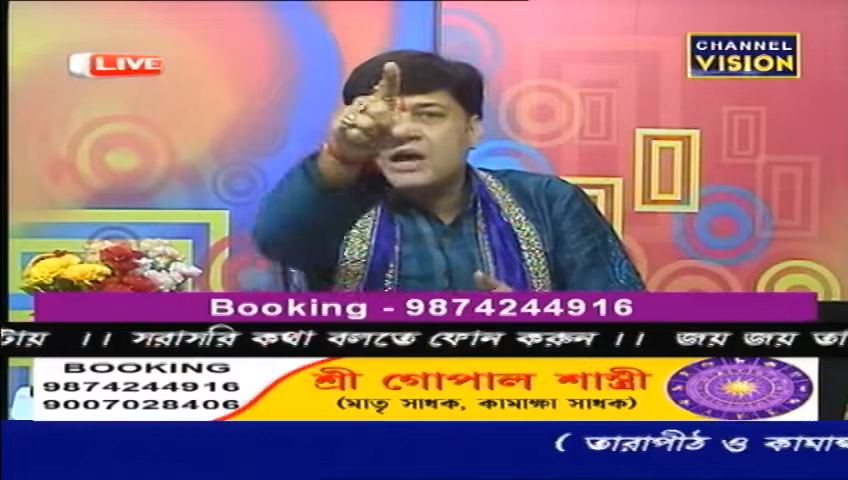 LIVE
CHANNEL
VISION
Booking - 9874244916
টায় ।। সরাসরি কথা বলতে ফোন করুন ।। জয় জয় তা
BOOKING
9874244916
9007028406
শ্রী গোপাল শাস্ত্রী
(মাতৃ সাধক, কামাক্ষা সাধক)
( তারাপীঠ ও কামাক্ষ